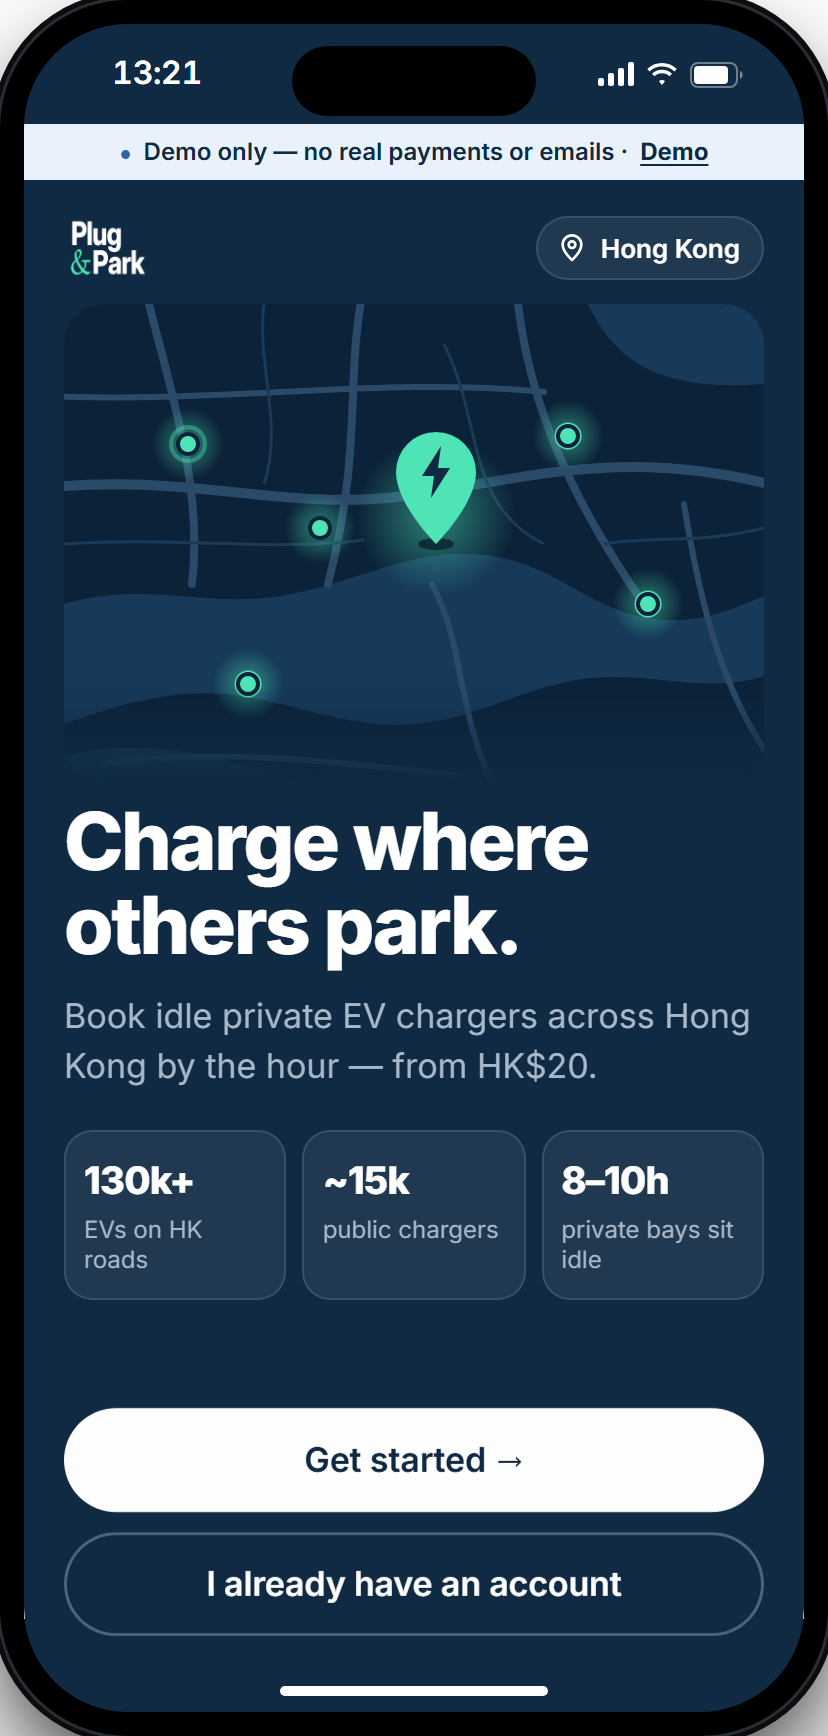 13:21
Demo only — no real payments or emails · Demo
Plug
&Park
Hong Kong
Charge where
others park.
Book idle private EV chargers across Hong
Kong by the hour — from HK$20.
130k+
EVs on HK
roads
~15k
public chargers
8–10h
private bays sit
idle
Get started →
I already have an account